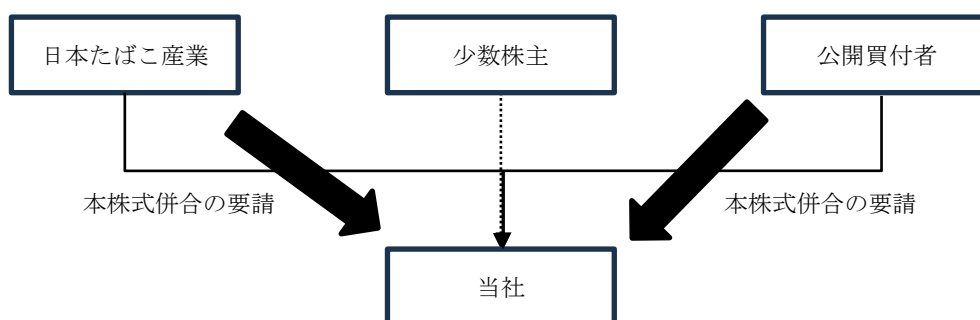 日本たばこ産業
少数株主
公開買付者
本株式併合の要請
本株式併合の要請
当社